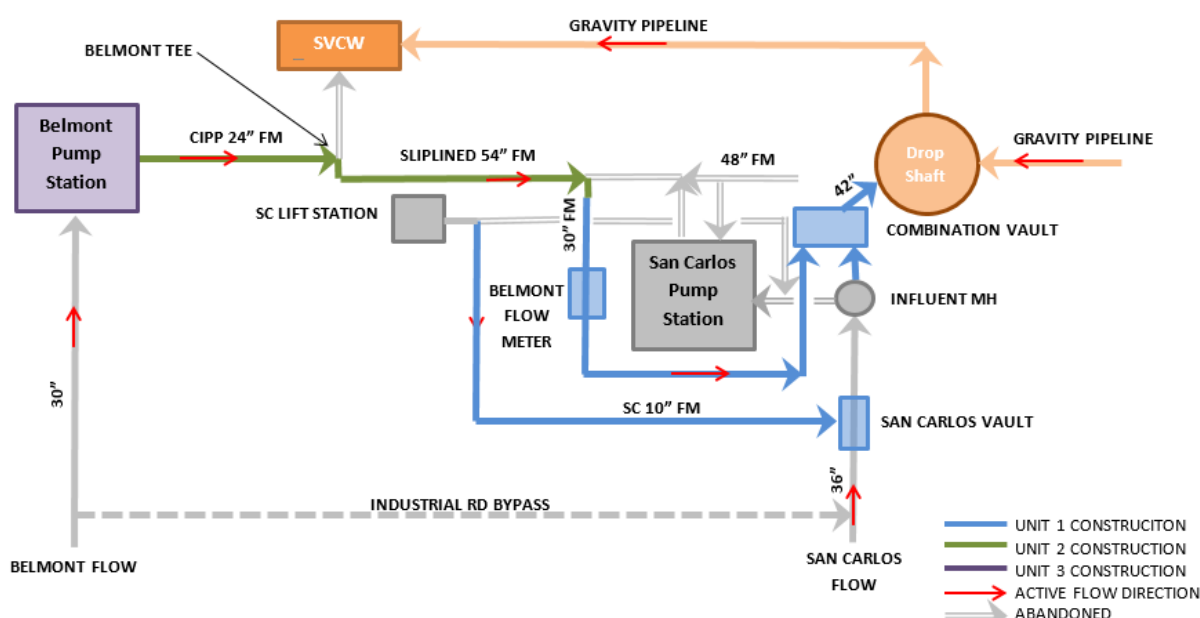 GRAVITY PIPELINE
SVCW
BELMONT TEE
Belmont
Pump
Station
CIPP 24” FM
SLIPLINED 54” FM
48” FM
Drop
Shaft
GRAVITY PIPELINE
42”
SC LIFT STATION
30” FM
COMBINATION VAULT
San Carlos
Pump
Station
BELMONT
FLOW
METER
INFLUENT MH
30”
SC 10” FM
SAN CARLOS VAULT
36”
INDUSTRIAL RD BYPASS
BELMONT FLOW
SAN CARLOS
FLOW
UNIT 1 CONSTRUCITON
UNIT 2 CONSTRUCTION
UNIT 3 CONSTRUCTION
ACTIVE FLOW DIRECTION
ABANDONED